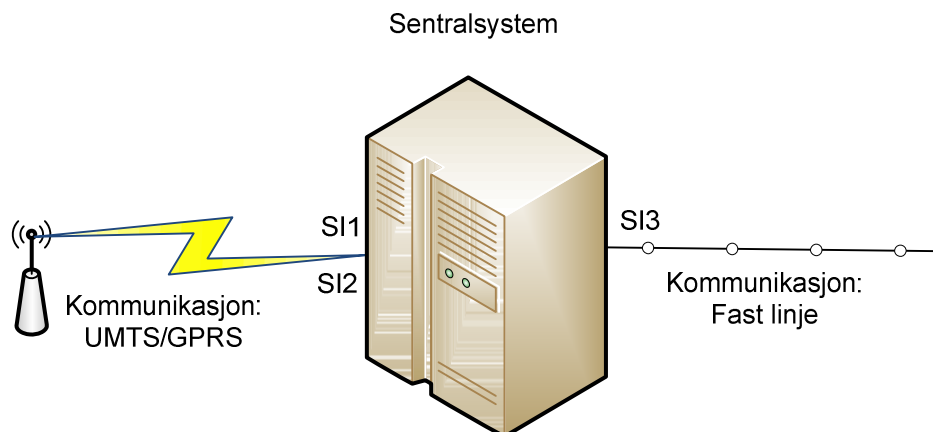 Sentralsystem
SI1
SI2
Kommunikasjon:
UMTS/GPRS
SI3
Kommunikasjon:
Fast linje